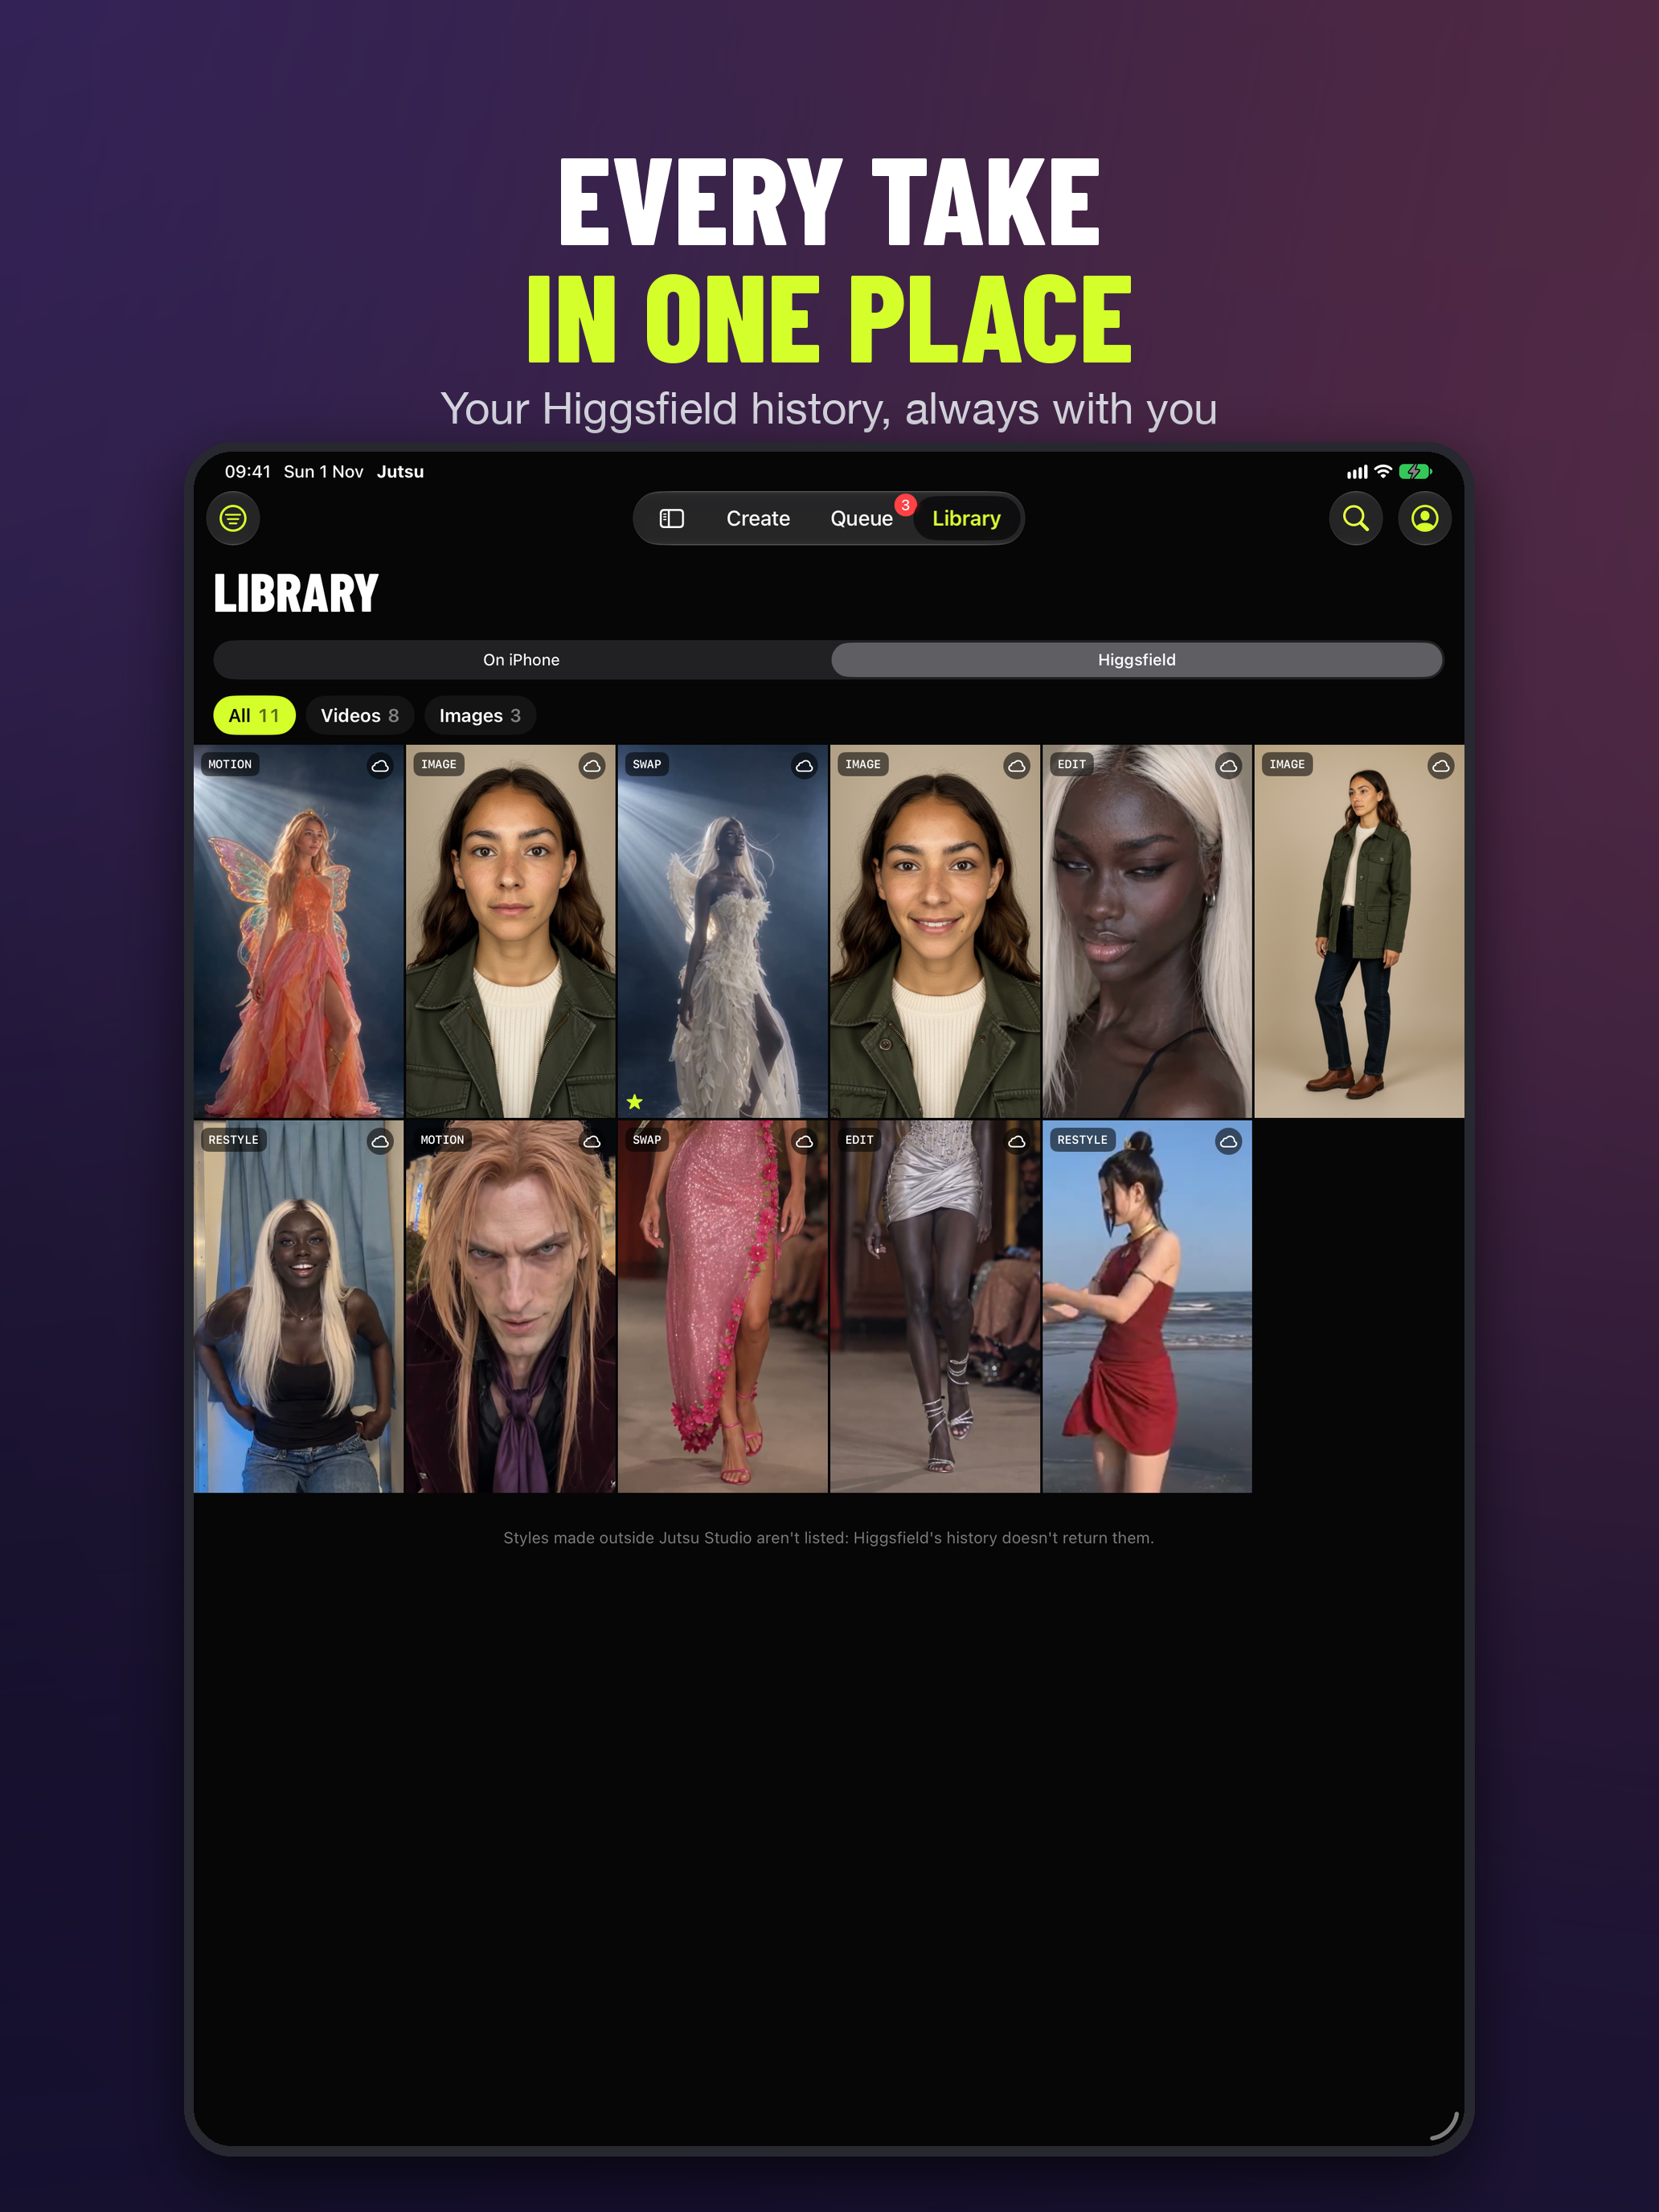 EVERY TAKE
IN ONE PLACE
Your Higgsfield history, always with you
09:41 Sun 1 Nov Jutsu
Create Queue 3 Library
LIBRARY
On iPhone Higgsfield
All 11 Videos 8 Images 3
MOTION IMAGE SWAP IMAGE EDIT IMAGE
RESTYLE MOTION SWAP EDIT RESTYLE
Styles made outside Jutsu Studio aren't listed: Higgsfield's history doesn't return them.